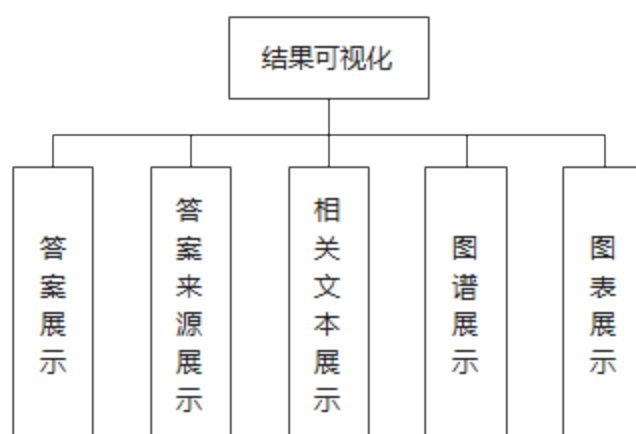 结果可视化
答案展示
答案来源展示
相关文本展示
图谱展示
图表展示